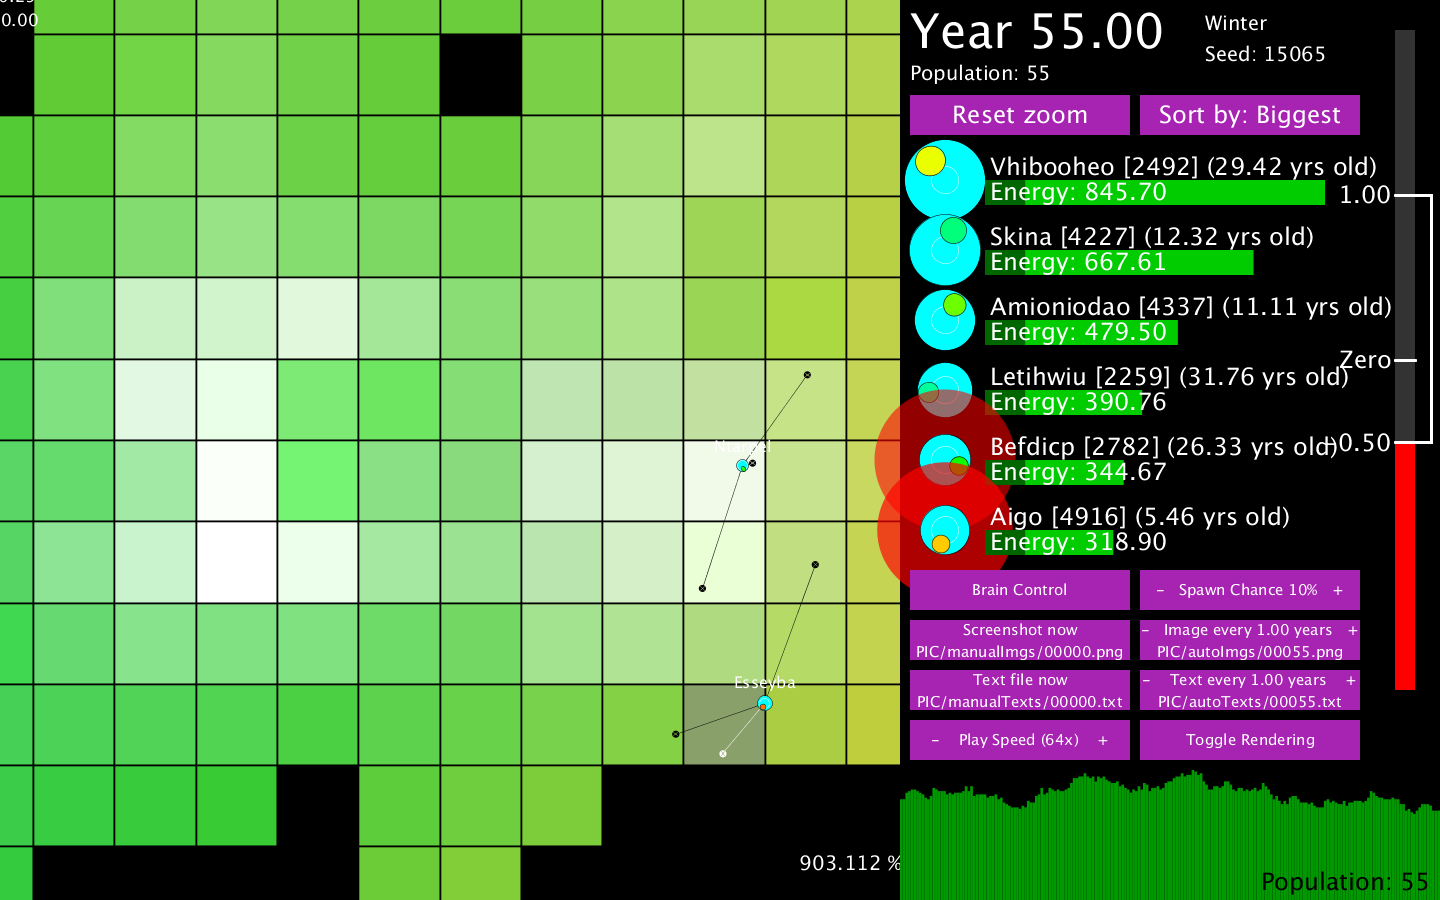 0.00
Year 55.00
Winter
Seed: 15065
Population: 55
Reset zoom
Sort by: Biggest
Vhibooheo [2492] (29.42 yrs old)
Energy: 845.70
1.00
Skina [4227] (12.32 yrs old)
Energy: 667.61
Amioniodao [4337] (11.11 yrs old)
Energy: 479.50
Zero
Letihwiu [2259] (31.76 yrs old)
Energy: 390.76
Befdicp [2782] (26.33 yrs old)
-0.50
Energy: 344.67
Aigo [4916] (5.46 yrs old)
Energy: 318.90
Esseyba
Brain Control
- Spawn Chance 10% +
Screenshot now
PIC/manualImgs/00000.png
- Image every 1.00 years +
PIC/autoImgs/00055.png
Text file now
PIC/manualTexts/00000.txt
- Text every 1.00 years +
PIC/autoTexts/00055.txt
- Play Speed (64x) +
Toggle Rendering
903.112 %
Population: 55